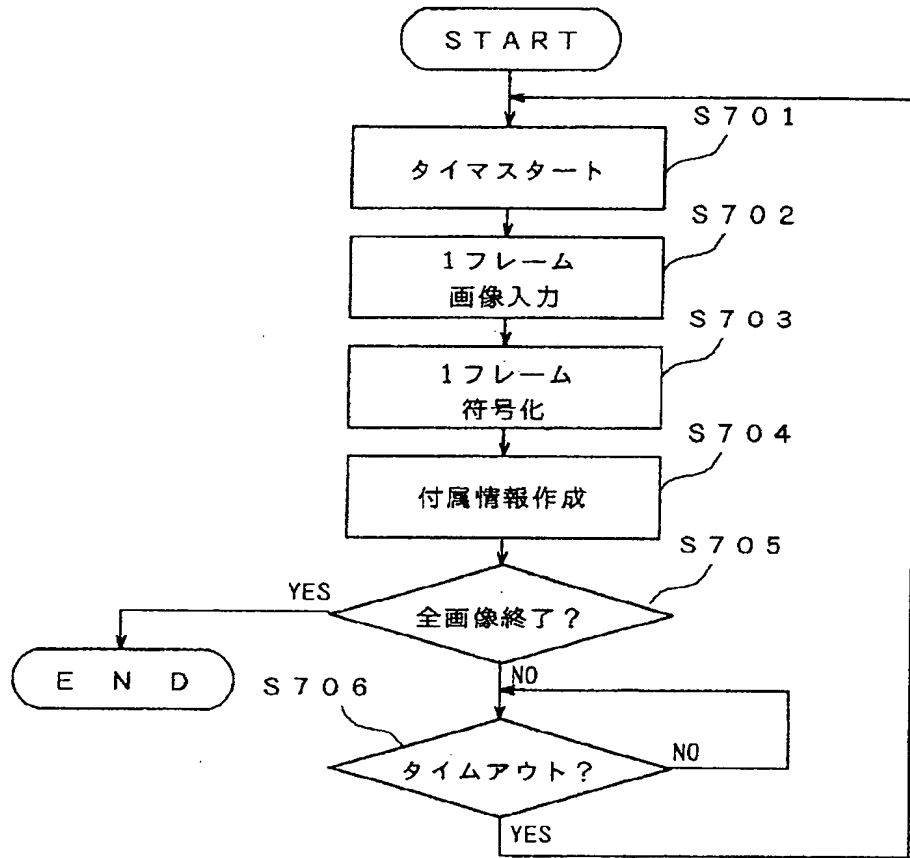 ＳＴＡＲＴ
Ｓ７０１
タイマスタート
Ｓ７０２
１フレーム
画像入力
Ｓ７０３
１フレーム
符号化
Ｓ７０４
付属情報作成
Ｓ７０５
YES
全画像終了？
ＥＮＤ
NO
Ｓ７０６
タイムアウト？
NO
YES